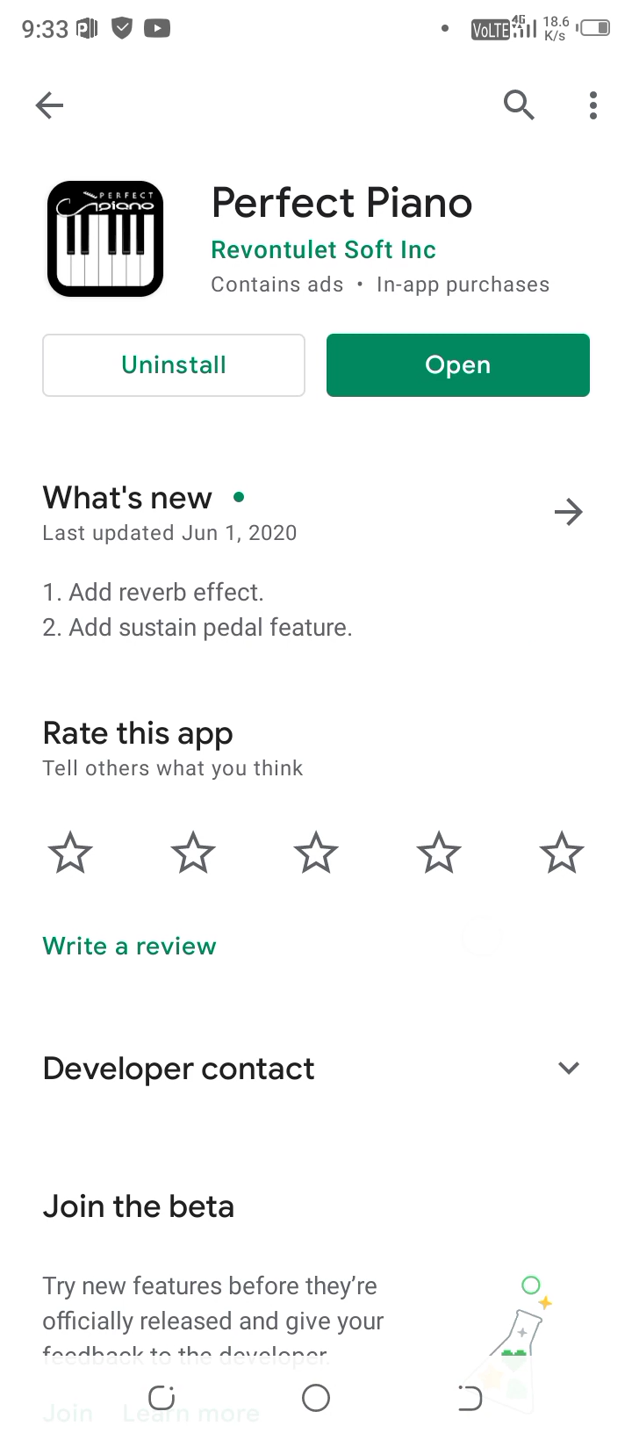 9:33
VoLTE 4G 18.6 K/s
PERFECT
piano
Perfect Piano
Revontulet Soft Inc
Contains ads • In-app purchases
Uninstall Open
What's new
Last updated Jun 1, 2020
1. Add reverb effect.
2. Add sustain pedal feature.
Rate this app
Tell others what you think
Write a review
Developer contact
Join the beta
Try new features before they’re
officially released and give your
feedback to the developer.
Join Learn more